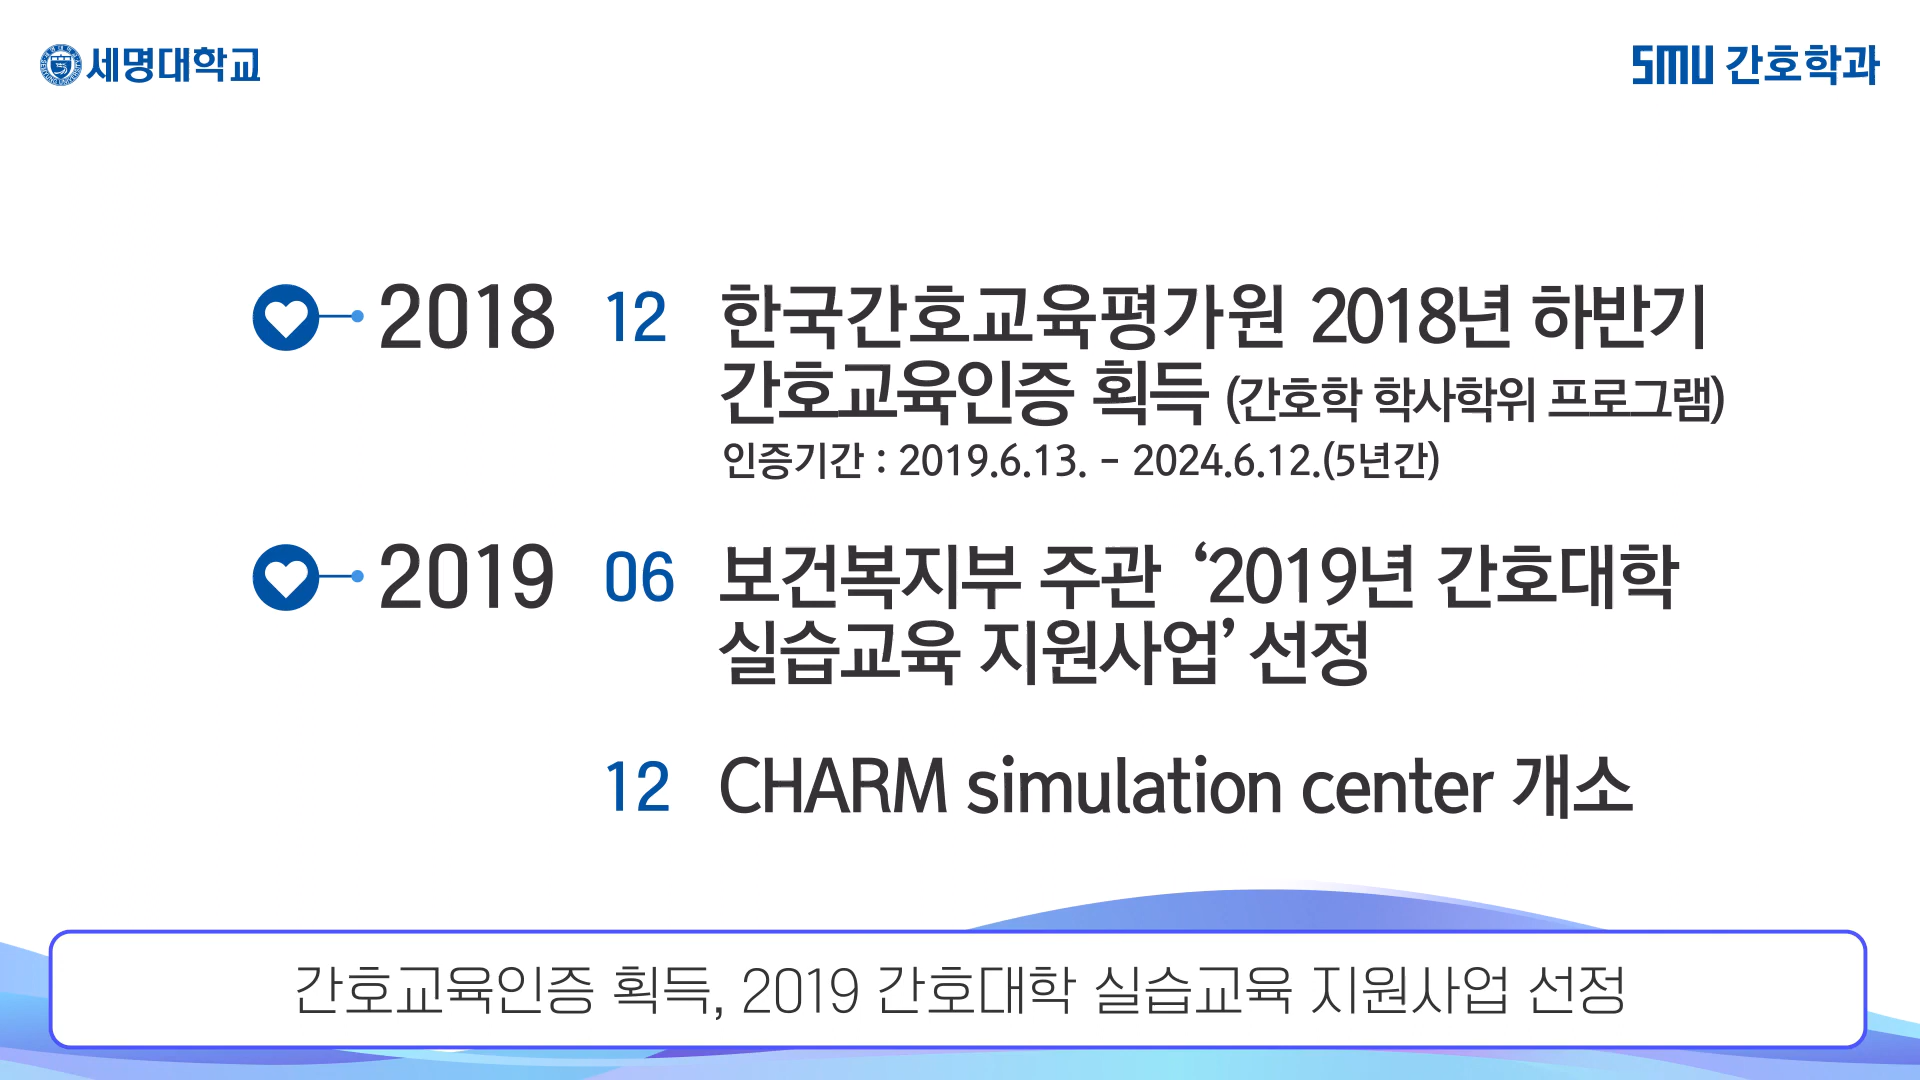 세명대학교
SMU 간호학과
2018 12 한국간호교육평가원 2018년 하반기
간호교육인증 획득 (간호학 학사학위 프로그램)
인증기간 : 2019.6.13. - 2024.6.12.(5년간)
2019 06 보건복지부 주관 ‘2019년 간호대학
실습교육 지원사업’ 선정
12 CHARM simulation center 개소
간호교육인증 획득, 2019 간호대학 실습교육 지원사업 선정